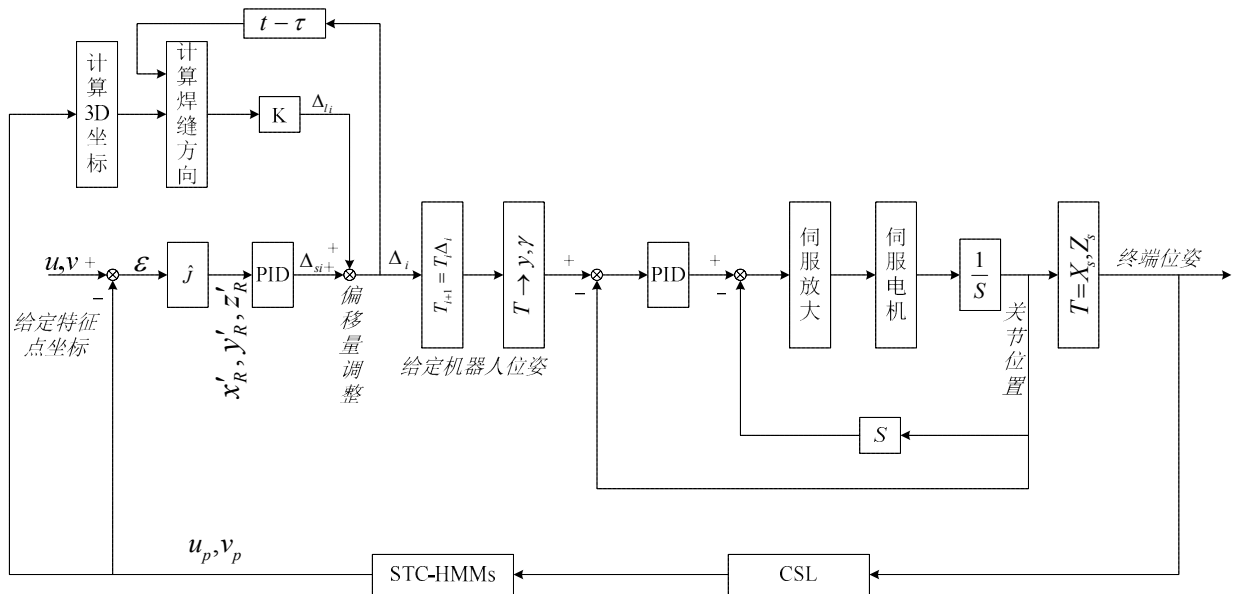 t − τ
计算3D坐标
计算焊缝方向
K
Δ_{li}
u,v
+
−
ε
ĵ
x'_R, y'_R, z'_R
PID
Δ_{si}
+
+
Δ_i
T_{i+1} = T_iΔ_i
T → y,γ
+
−
PID
+
−
伺服放大
伺服电机
1/S
T=X_s,Z_s
终端位姿
给定特征点坐标
偏移量调整
给定机器人位姿
关节位置
S
u_p,v_p
STC-HMMs
CSL